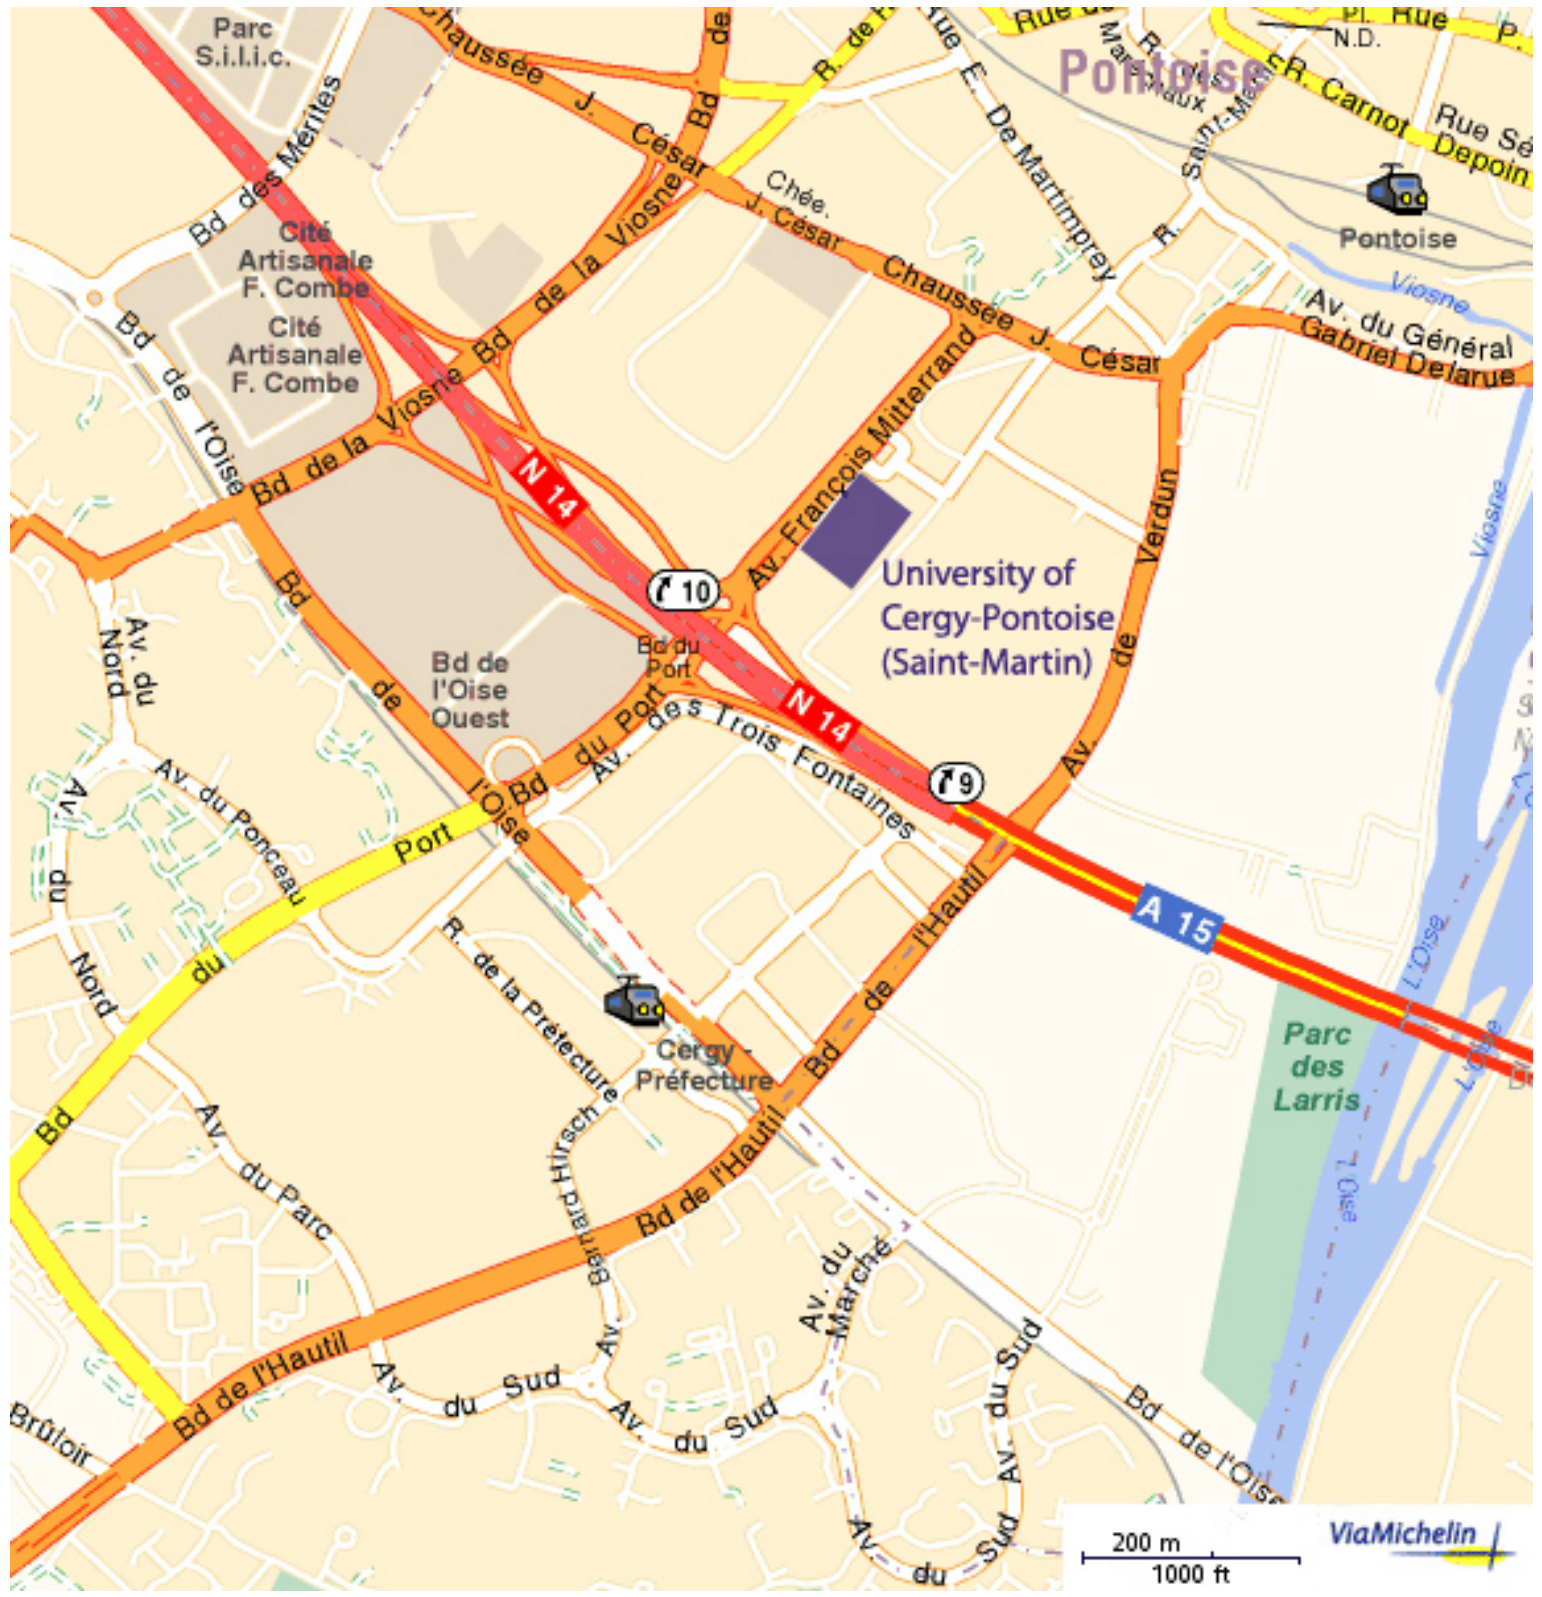 Parc
S.i.l.i.c.
Chaussée J. César
Bd de
R. de
Rue
Rue
Pl.
N.D.
Rue
P.
Pontoise
R. Carnot
Rue
Depoin
E. De Martimprey
R. Saint-Martin
Bd des Mérites
Chée.
J. César
Pontoise
Viosne
Cité
Artisanale
F. Combe
Cité
Artisanale
F. Combe
Bd de la Viosne
Chaussée J. César
Av. du Général
Gabriel Delarue
Bd de l'Oise
Bd de la Viosne
N 14
Av. François Mitterrand
Viosne
10
University of
Cergy-Pontoise
(Saint-Martin)
Av. de Verdun
Bd de l'Oise
Bd de
l'Oise
Ouest
Bd du
Port
Av. du
Nord
N 14
Av. des Trois Fontaines
Bd du Port
9
Av. du Ponceau
Av. du Nord
Bd du Port
A 15
L'Oise
Bd de l'Hautil
R. de la Préfecture
Cergy -
Préfecture
Parc
des
Larris
L'Oise
L'Oise
Av. du Parc
Av. Bernard Hirsch
Bd de l'Hautil
Av. du
Marché
Bd de l'Hautil
Av. du Sud
Av. du Sud
Av. du Sud
Av. du Sud
Bd de l'Oise
Brûloir
200 m
1000 ft
ViaMichelin